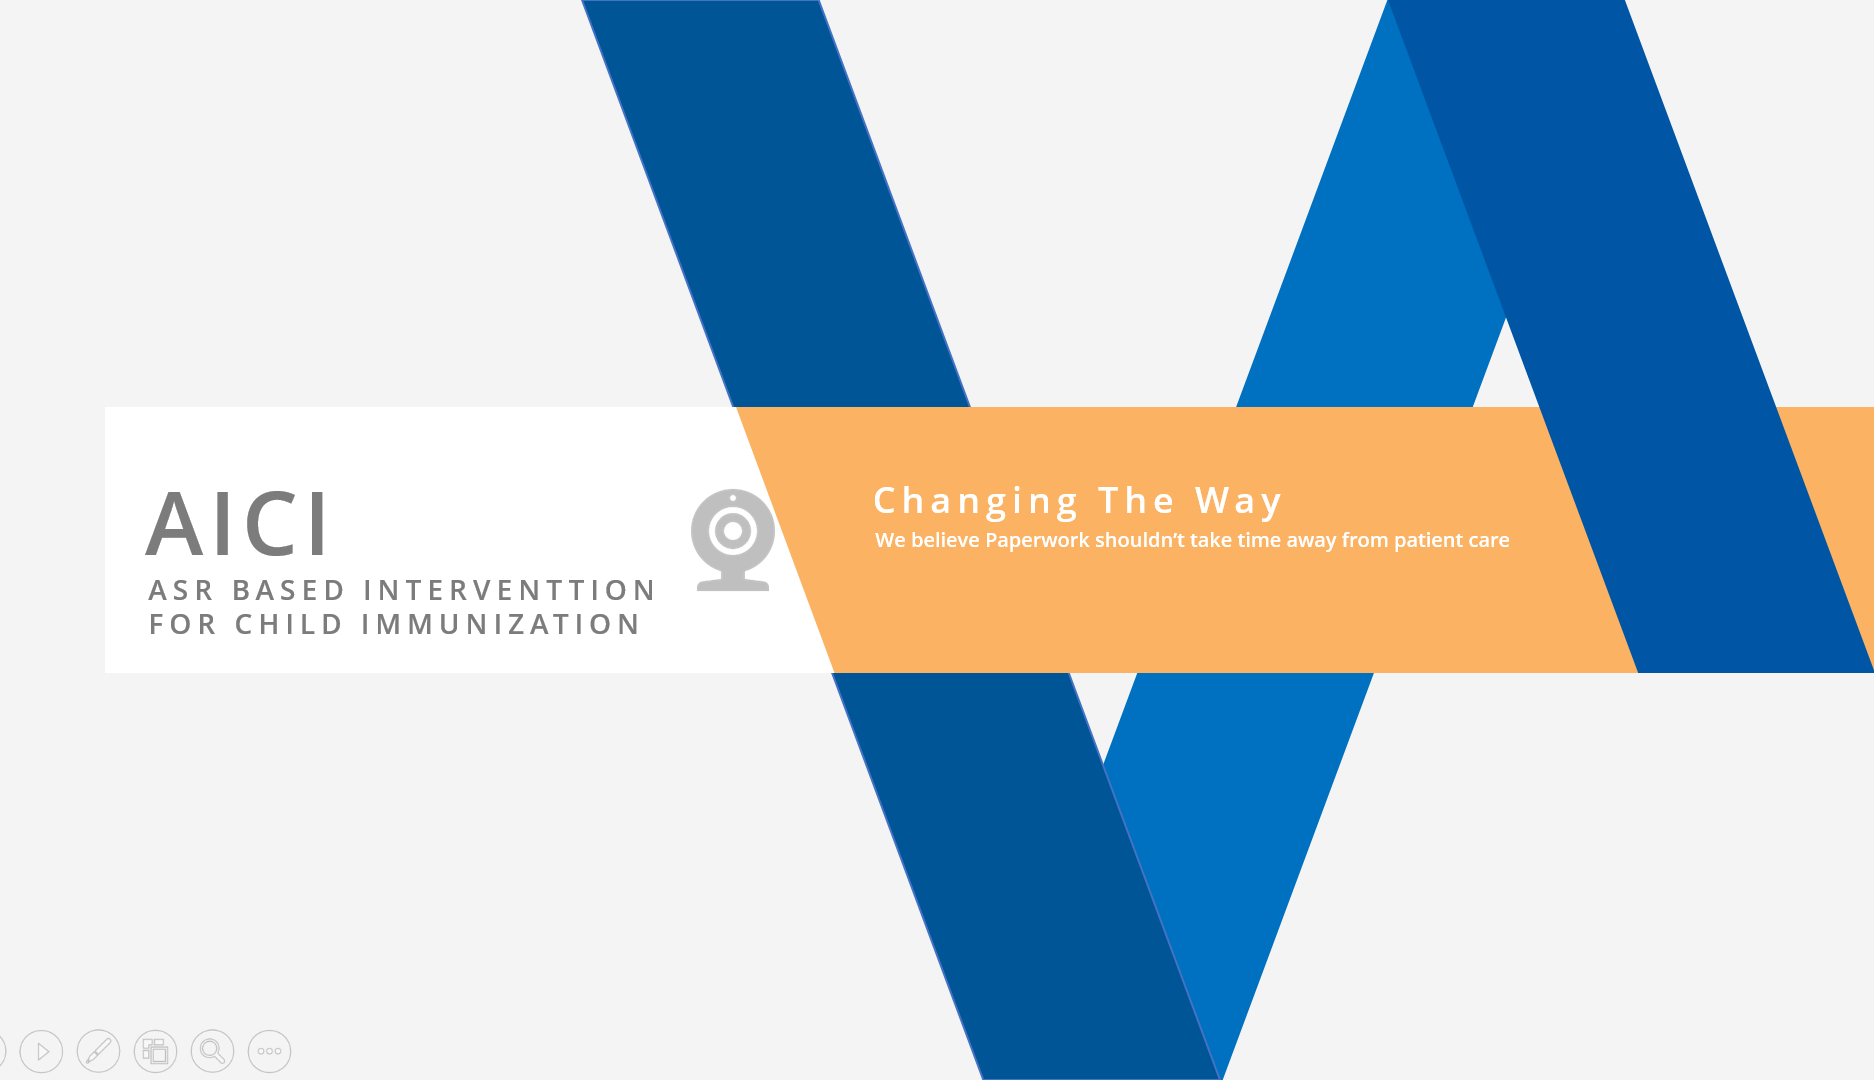 AICI
ASR BASED INTERVENTTION
FOR CHILD IMMUNIZATION
Changing The Way
We believe Paperwork shouldn’t take time away from patient care